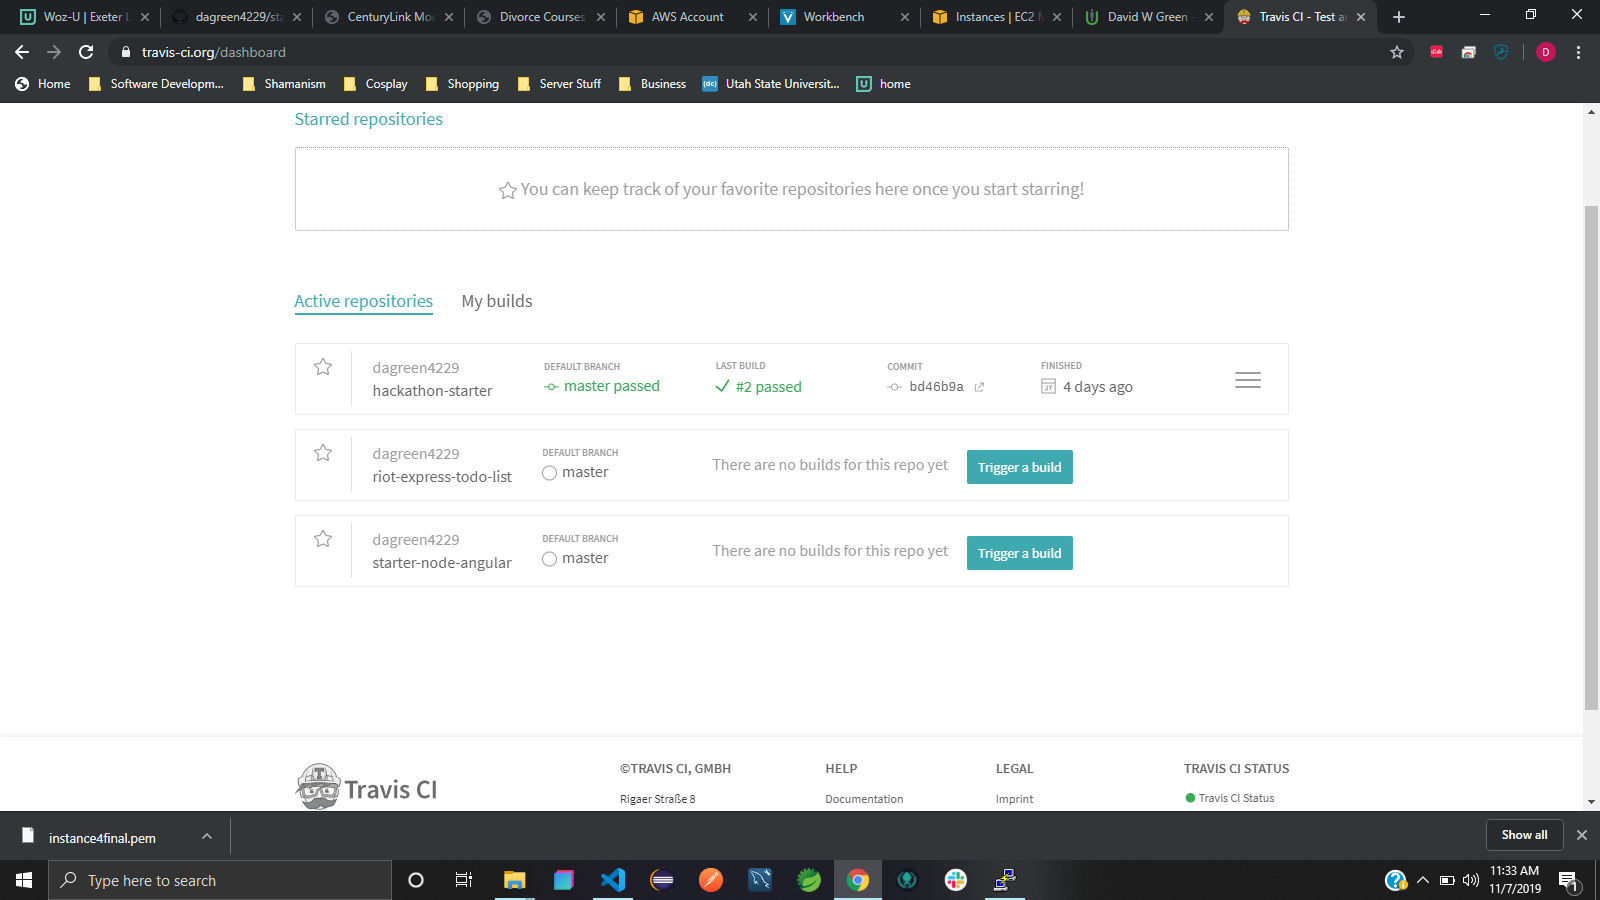 Woz-U | Exeter L
dagreen4229/sta
CenturyLink Mod
Divorce Courses
AWS Account
Workbench
Instances | EC2 M
David W Green -
Travis CI - Test an
travis-ci.org/dashboard
Home
Software Developm...
Shamanism
Cosplay
Shopping
Server Stuff
Business
Utah State Universit...
home
Starred repositories
You can keep track of your favorite repositories here once you start starring!
Active repositories
My builds
dagreen4229
hackathon-starter
DEFAULT BRANCH
master passed
LAST BUILD
#2 passed
COMMIT
bd46b9a
FINISHED
4 days ago
dagreen4229
riot-express-todo-list
DEFAULT BRANCH
master
There are no builds for this repo yet
Trigger a build
dagreen4229
starter-node-angular
DEFAULT BRANCH
master
There are no builds for this repo yet
Trigger a build
Travis CI
©TRAVIS CI, GMBH
Rigaer Straße 8
HELP
Documentation
LEGAL
Imprint
TRAVIS CI STATUS
Travis CI Status
instance4final.pem
Show all
Type here to search
11:33 AM
11/7/2019
1